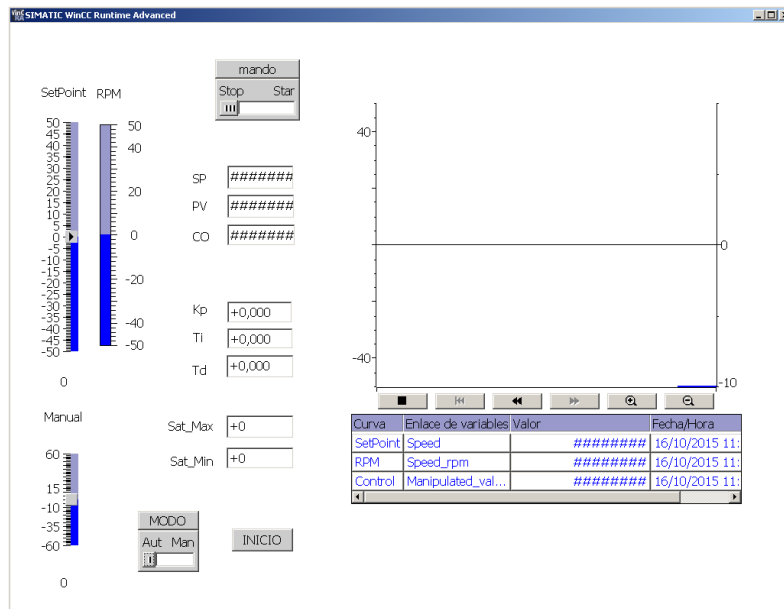 SIMATIC WinCC Runtime Advanced
mando
Stop Star
SetPoint RPM
50
45
40
35
30
25
20
15
10
5
0
-5
-10
-15
-20
-25
-30
-35
-40
-45
-50
0
50
40
20
0
-20
-40
-50
SP #######
PV #######
CO #######
Kp +0,000
Ti +0,000
Td +0,000
Manual
60
15
-10
-35
-60
0
Sat_Max +0
Sat_Min +0
MODO
Aut Man
INICIO
40
-40
0
-10
Curva Enlace de variables Valor Fecha/Hora
SetPoint Speed ######## 16/10/2015 11:
RPM Speed_rpm ######## 16/10/2015 11:
Control Manipulated_val... ######## 16/10/2015 11: